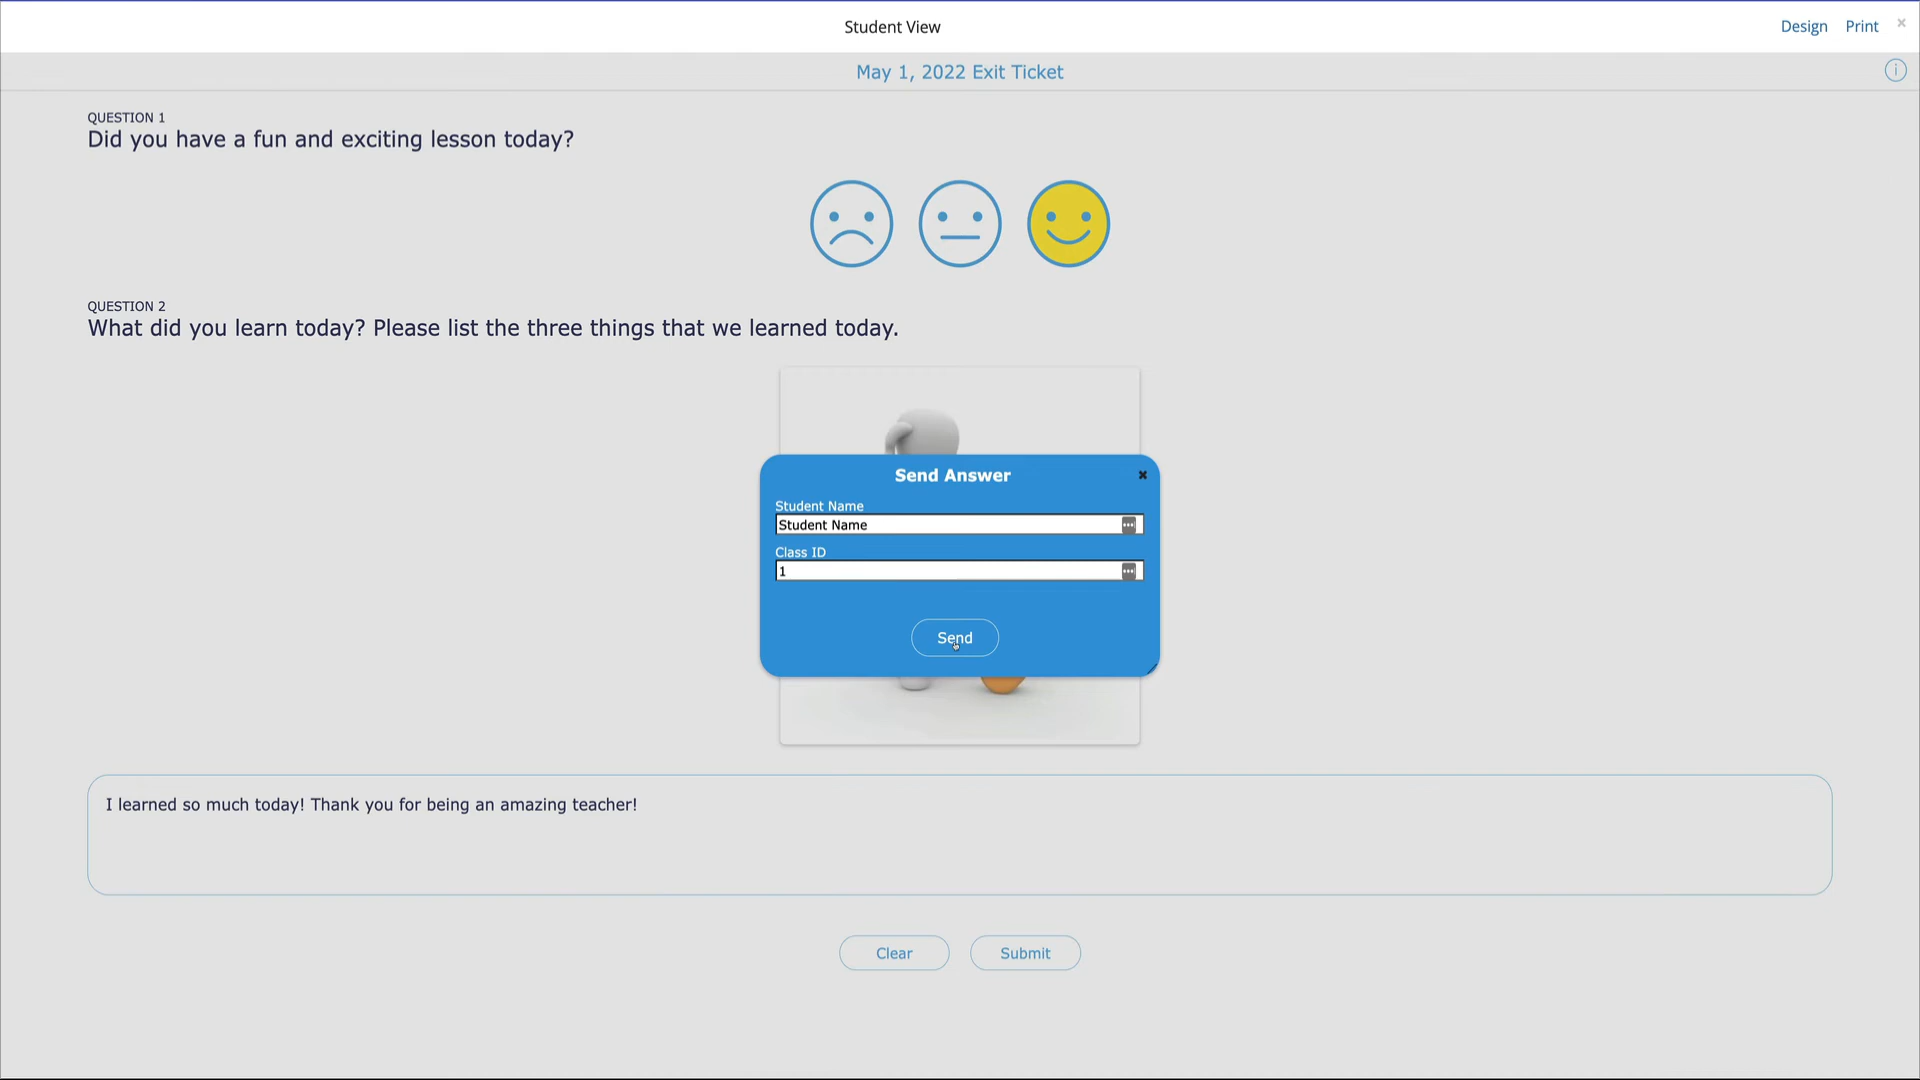 Student View
Design
Print
May 1, 2022 Exit Ticket
QUESTION 1
Did you have a fun and exciting lesson today?
QUESTION 2
What did you learn today? Please list the three things that we learned today.
Send Answer
Student Name
Student Name
Class ID
1
Send
I learned so much today! Thank you for being an amazing teacher!
Clear
Submit